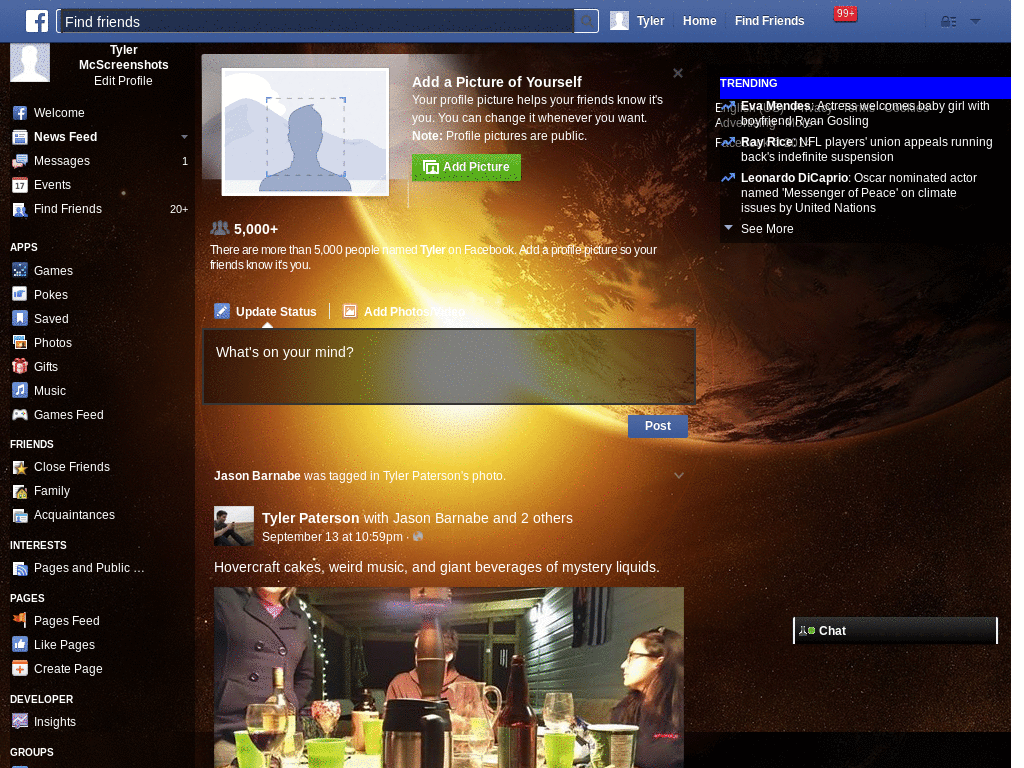 Find friends
Tyler
Home
Find Friends
99+
Tyler
McScreenshots
Edit Profile
Welcome
News Feed
Messages 1
Events
Find Friends 20+
APPS
Games
Pokes
Saved
Photos
Gifts
Music
Games Feed
FRIENDS
Close Friends
Family
Acquaintances
INTERESTS
Pages and Public ...
PAGES
Pages Feed
Like Pages
Create Page
DEVELOPER
Insights
GROUPS
Add a Picture of Yourself
Your profile picture helps your friends know it's
you. You can change it whenever you want.
Note: Profile pictures are public.
Add Picture
5,000+
There are more than 5,000 people named Tyler on Facebook. Add a profile picture so your
friends know it's you.
Update Status
Add Photos/Video
What's on your mind?
Post
Jason Barnabe was tagged in Tyler Paterson's photo.
Tyler Paterson with Jason Barnabe and 2 others
September 13 at 10:59pm ·
Hovercraft cakes, weird music, and giant beverages of mystery liquids.
TRENDING
Eva Mendes: Actress welcomes baby girl with
boyfriend Ryan Gosling
Ray Rice: NFL players' union appeals running
back's indefinite suspension
Leonardo DiCaprio: Oscar nominated actor
named 'Messenger of Peace' on climate
issues by United Nations
See More
Chat